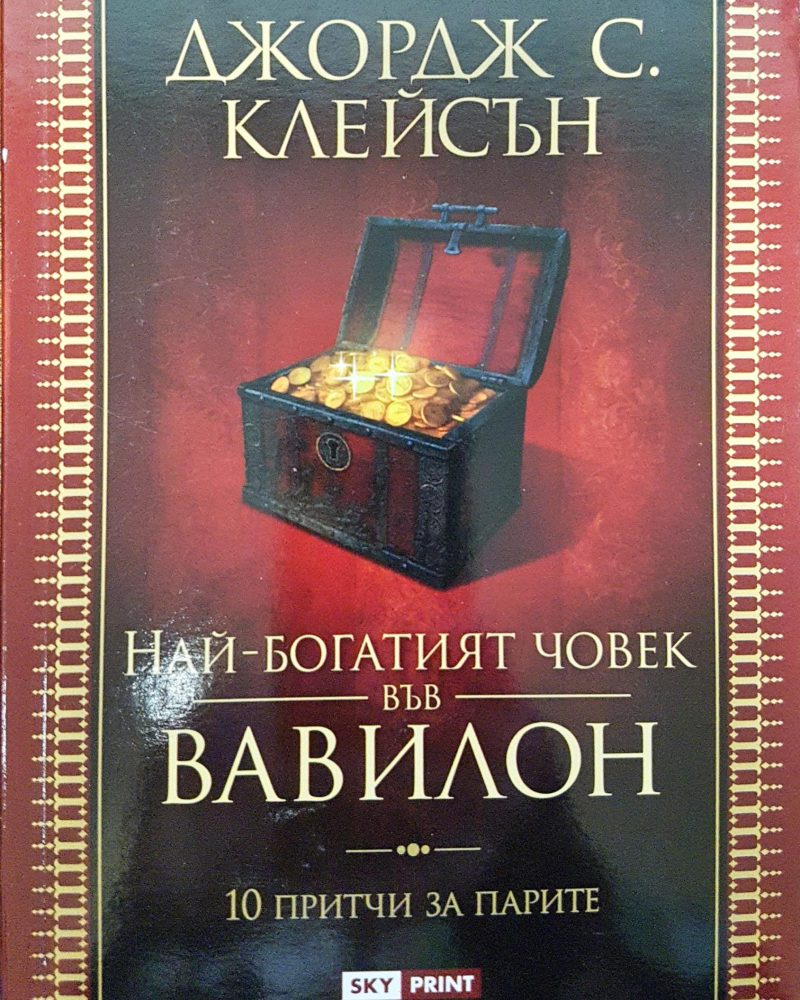 ДЖОРДЖ С.
КЛЕЙСЪН
НАЙ-БОГАТИЯТ ЧОВЕК
ВЪВ
ВАВИЛОН
10 ПРИТЧИ ЗА ПАРИТЕ
SKY PRINT